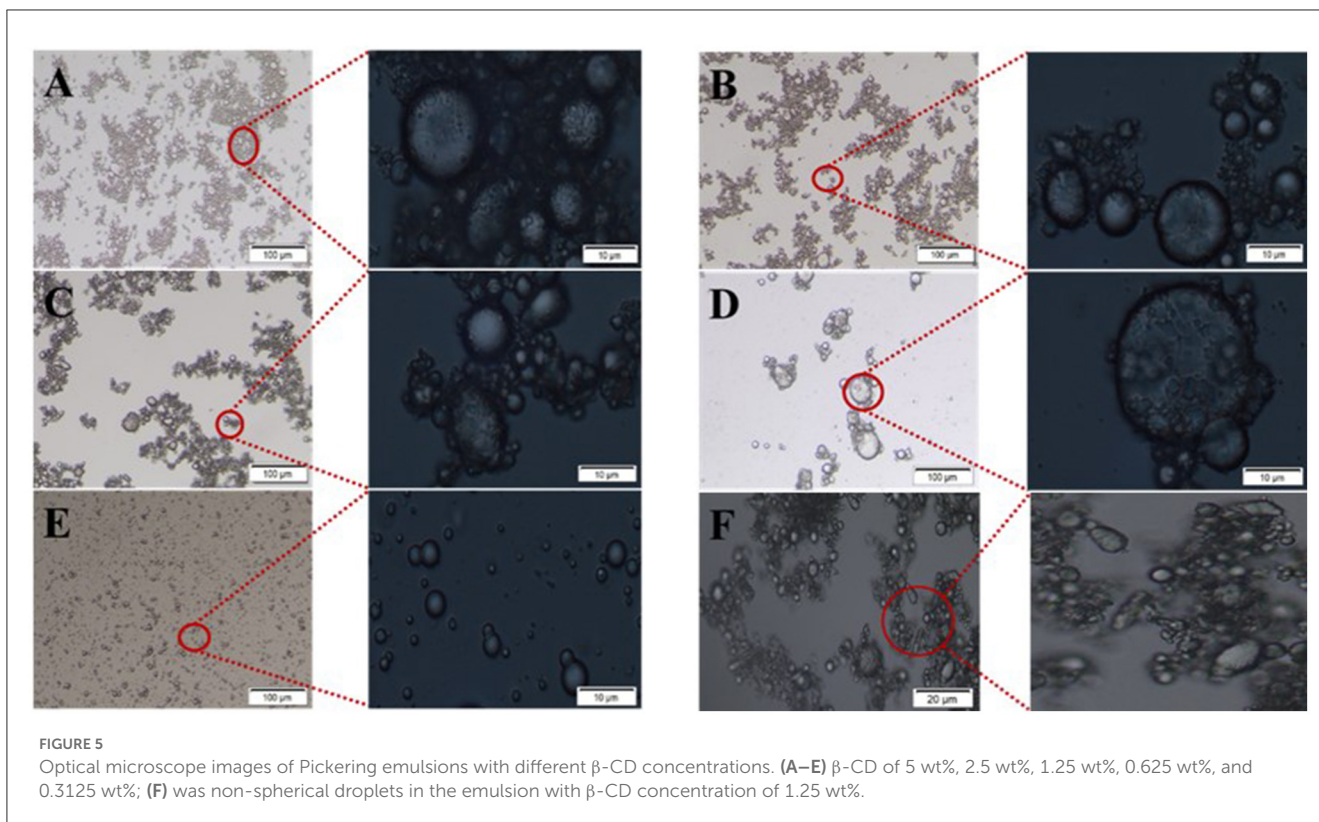 A
100 µm
10 µm
B
100 µm
10 µm
C
100 µm
10 µm
D
100 µm
10 µm
E
100 µm
10 µm
F
20 µm
FIGURE 5
Optical microscope images of Pickering emulsions with different β-CD concentrations. (A–E) β-CD of 5 wt%, 2.5 wt%, 1.25 wt%, 0.625 wt%, and
0.3125 wt%; (F) was non-spherical droplets in the emulsion with β-CD concentration of 1.25 wt%.